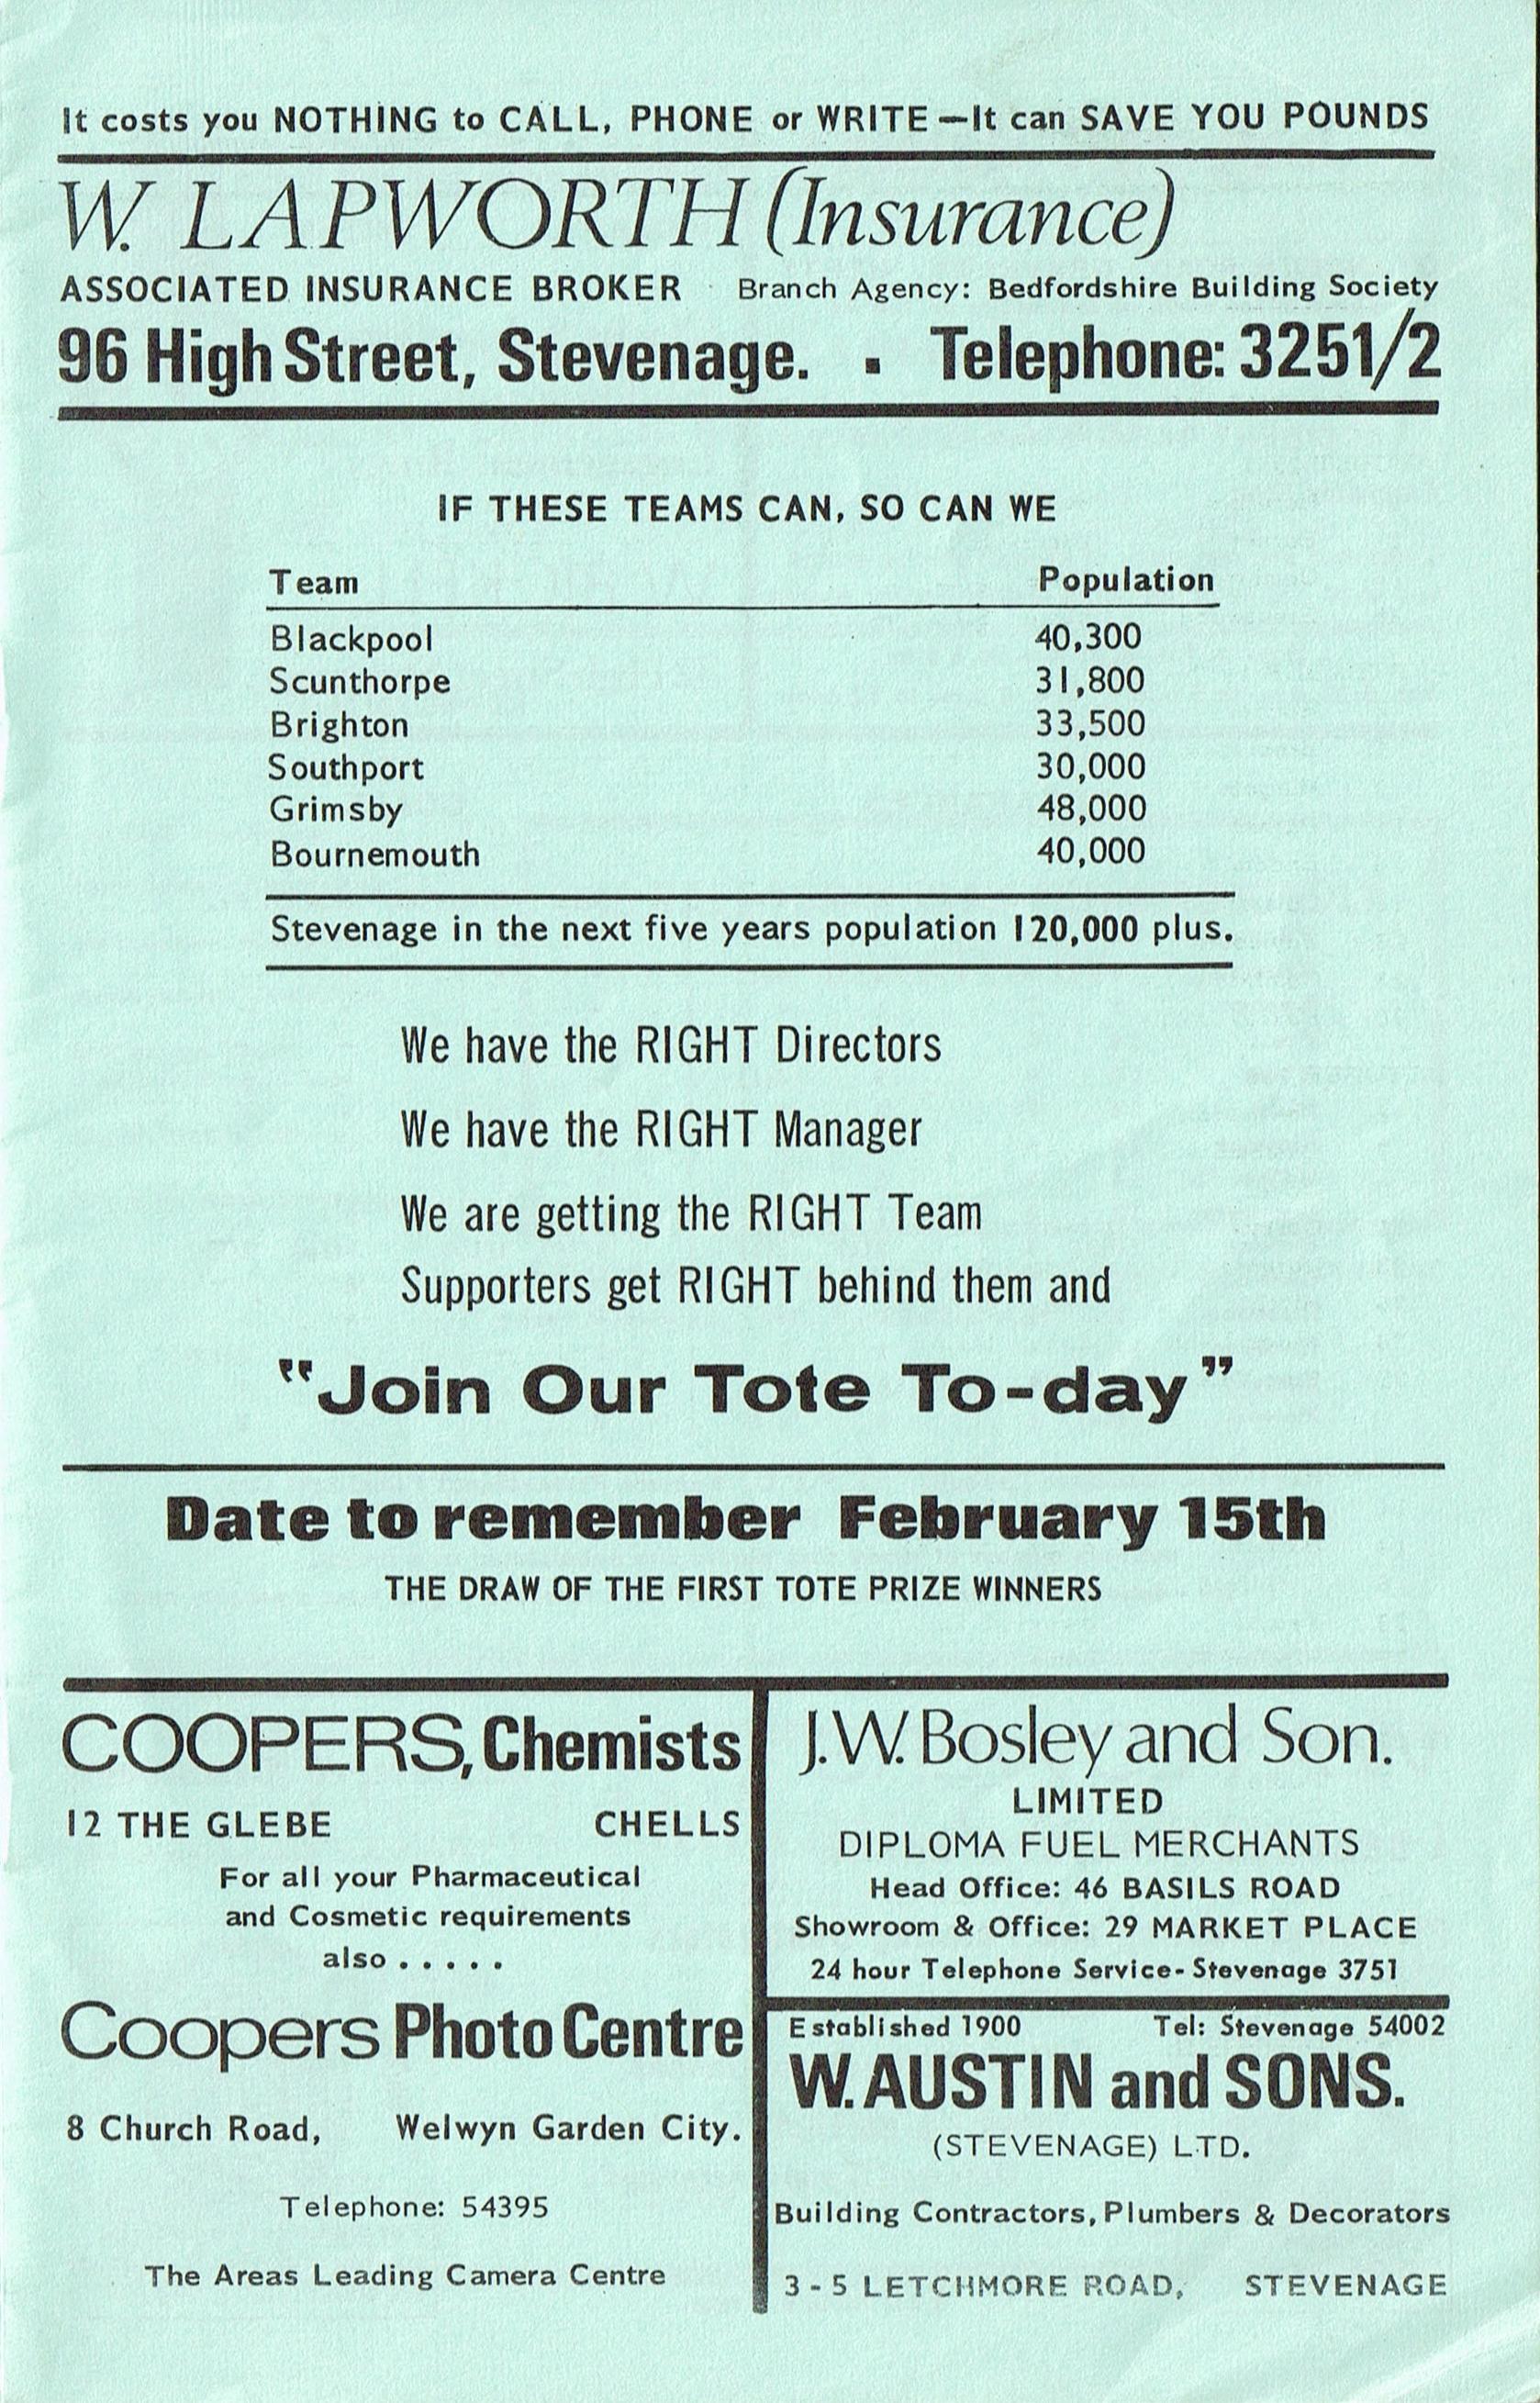 It costs you NOTHING to CALL, PHONE or WRITE—It can SAVE YOU POUNDS
W. LAPWORTH (Insurance)
ASSOCIATED INSURANCE BROKER Branch Agency: Bedfordshire Building Society
96 High Street, Stevenage. ▪ Telephone: 3251/2
IF THESE TEAMS CAN, SO CAN WE
Team Population
Blackpool 40,300
Scunthorpe 31,800
Brighton 33,500
Southport 30,000
Grimsby 48,000
Bournemouth 40,000
Stevenage in the next five years population 120,000 plus.
We have the RIGHT Directors
We have the RIGHT Manager
We are getting the RIGHT Team
Supporters get RIGHT behind them and
"Join Our Tote To-day"
Date to remember February 15th
THE DRAW OF THE FIRST TOTE PRIZE WINNERS
COOPERS, Chemists
12 THE GLEBE CHELLS
For all your Pharmaceutical
and Cosmetic requirements
also . . . . .
Coopers Photo Centre
8 Church Road, Welwyn Garden City.
Telephone: 54395
The Areas Leading Camera Centre
J.W. Bosley and Son.
LIMITED
DIPLOMA FUEL MERCHANTS
Head Office: 46 BASILS ROAD
Showroom & Office: 29 MARKET PLACE
24 hour Telephone Service- Stevenage 3751
Established 1900 Tel: Stevenage 54002
W. AUSTIN and SONS.
(STEVENAGE) LTD.
Building Contractors, Plumbers & Decorators
3 - 5 LETCHMORE ROAD, STEVENAGE